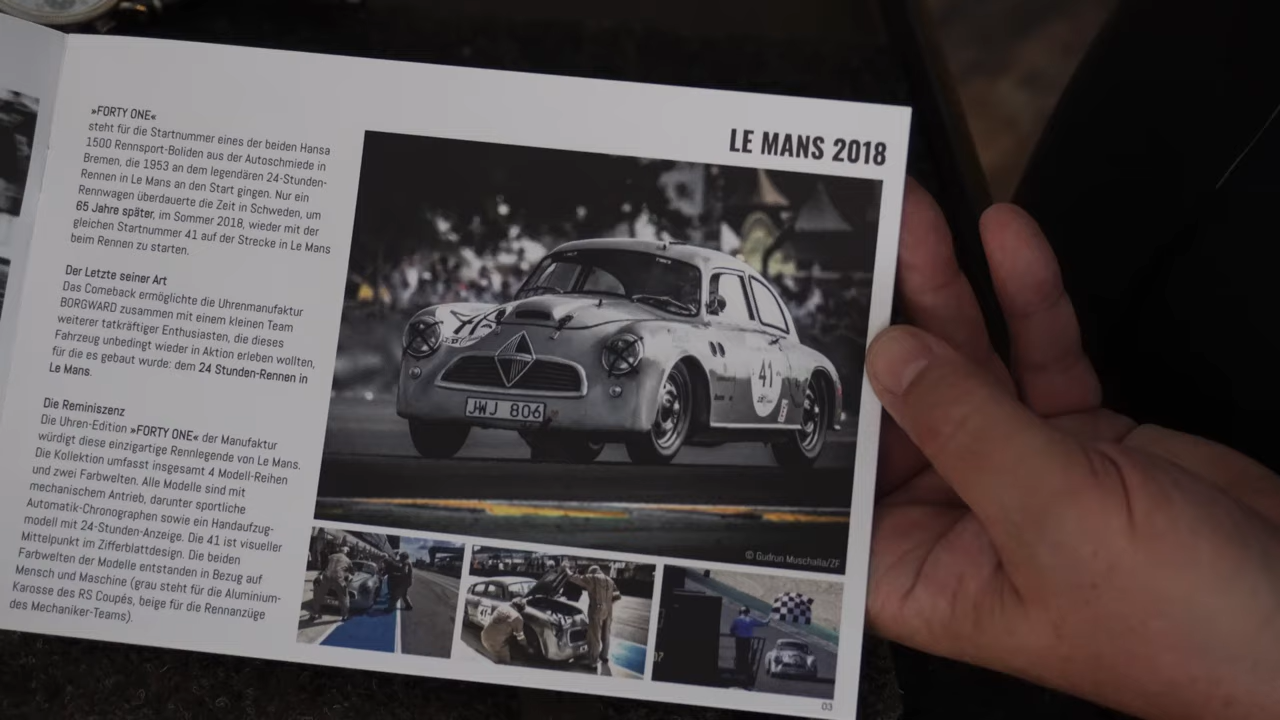 »FORTY ONE«
steht für die Startnummer eines der beiden Hansa
1500 Rennsport-Boliden aus der Autoschmiede in
Bremen, die 1953 an dem legendären 24-Stunden-
Rennen in Le Mans an den Start gingen. Nur ein
Rennwagen überdauerte die Zeit in Schweden, um
65 Jahre später, im Sommer 2018, wieder mit der
gleichen Startnummer 41 auf der Strecke in Le Mans
beim Rennen zu starten.
Der Letzte seiner Art
Das Comeback ermöglichte die Uhrenmanufaktur
BORGWARD zusammen mit einem kleinen Team
weiterer tatkräftiger Enthusiasten, die dieses
Fahrzeug unbedingt wieder in Aktion erleben wollten,
für die es gebaut wurde: dem 24 Stunden-Rennen in
Le Mans.
Die Reminiszenz
Die Uhren-Edition »FORTY ONE« der Manufaktur
würdigt diese einzigartige Rennlegende von Le Mans.
Die Kollektion umfasst insgesamt 4 Modell-Reihen
und zwei Farbwelten. Alle Modelle sind mit
mechanischem Antrieb, darunter sportliche
Automatik-Chronographen sowie ein Handaufzug-
modell mit 24-Stunden-Anzeige. Die 41 ist visueller
Mittelpunkt im Zifferblattdesign. Die beiden
Farbwelten der Modelle entstanden in Bezug auf
Mensch und Maschine (grau steht für die Aluminium-
Karosse des RS Coupés, beige für die Rennanzüge
des Mechaniker-Teams).
LE MANS 2018
41
JWJ 806
© Gudrun Muschalla/ZF
03